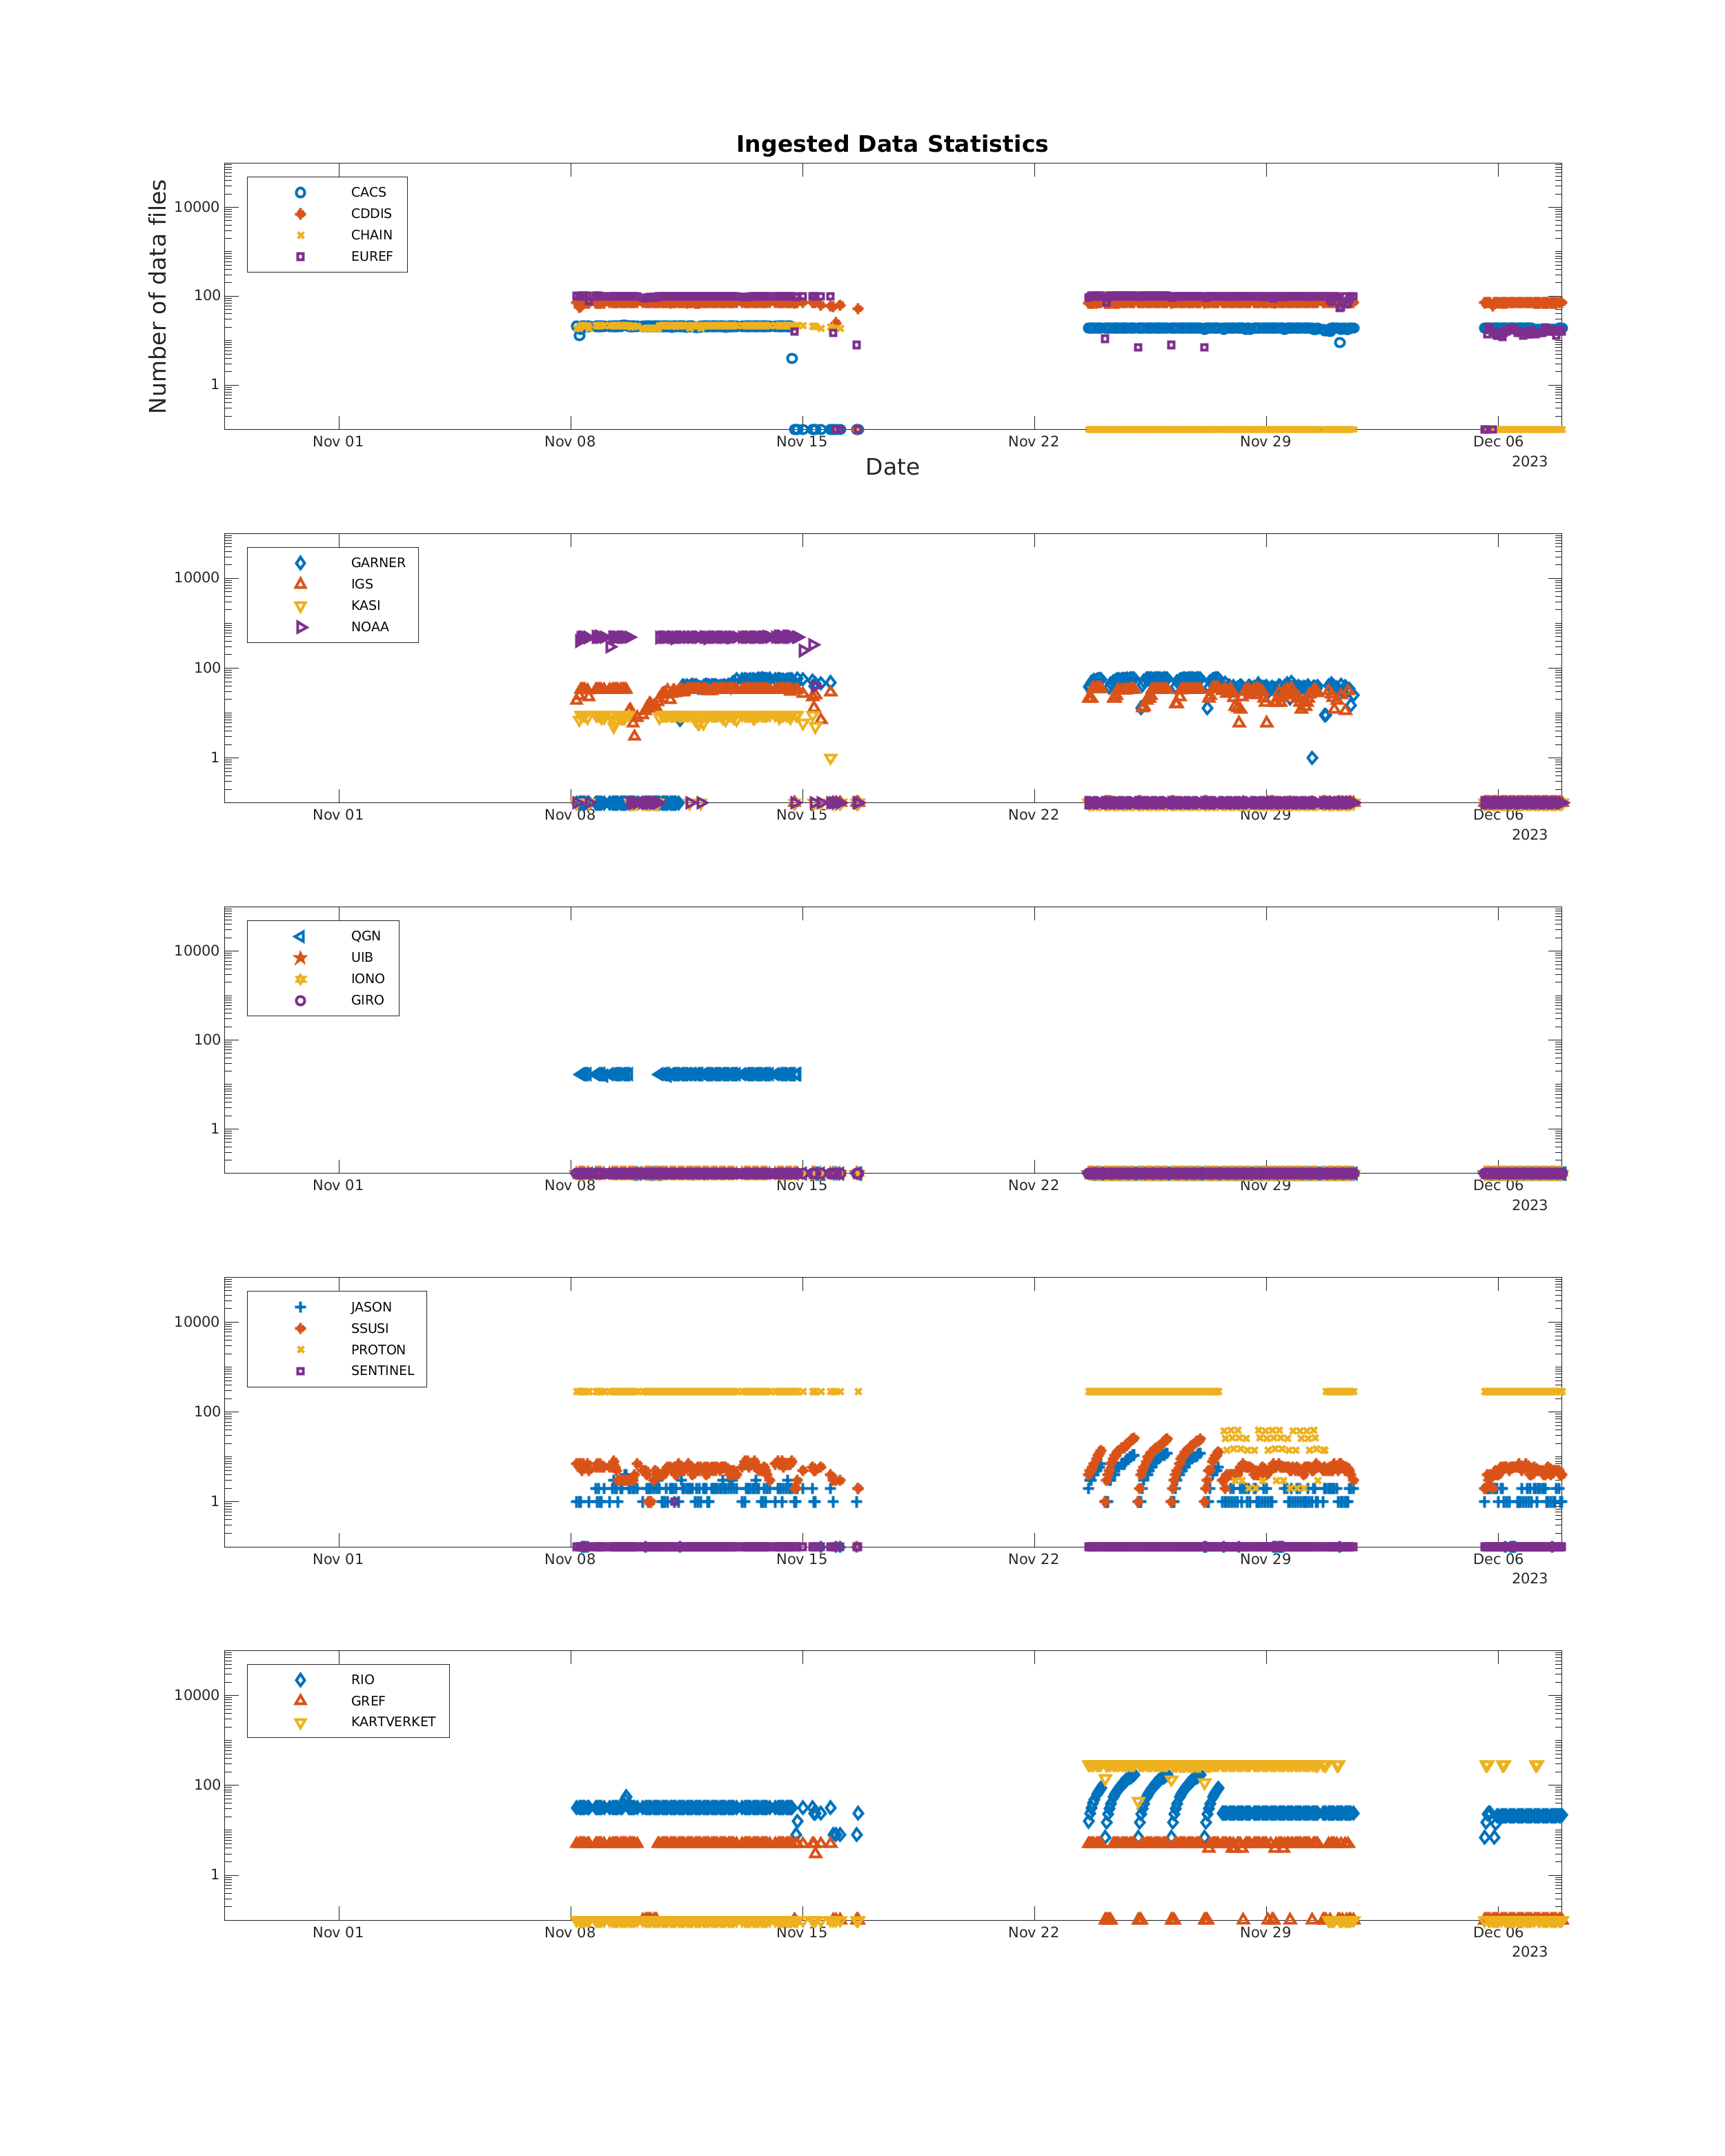 Ingested Data Statistics
Number of data files
CACS
CDDIS
CHAIN
EUREF
10000
100
1
Nov 01 Nov 08 Nov 15 Nov 22 Nov 29 Dec 06
2023
Date
GARNER
IGS
KASI
NOAA
10000
100
1
Nov 01 Nov 08 Nov 15 Nov 22 Nov 29 Dec 06
2023
QGN
UIB
IONO
GIRO
10000
100
1
Nov 01 Nov 08 Nov 15 Nov 22 Nov 29 Dec 06
2023
JASON
SSUSI
PROTON
SENTINEL
10000
100
1
Nov 01 Nov 08 Nov 15 Nov 22 Nov 29 Dec 06
2023
RIO
GREF
KARTVERKET
10000
100
1
Nov 01 Nov 08 Nov 15 Nov 22 Nov 29 Dec 06
2023